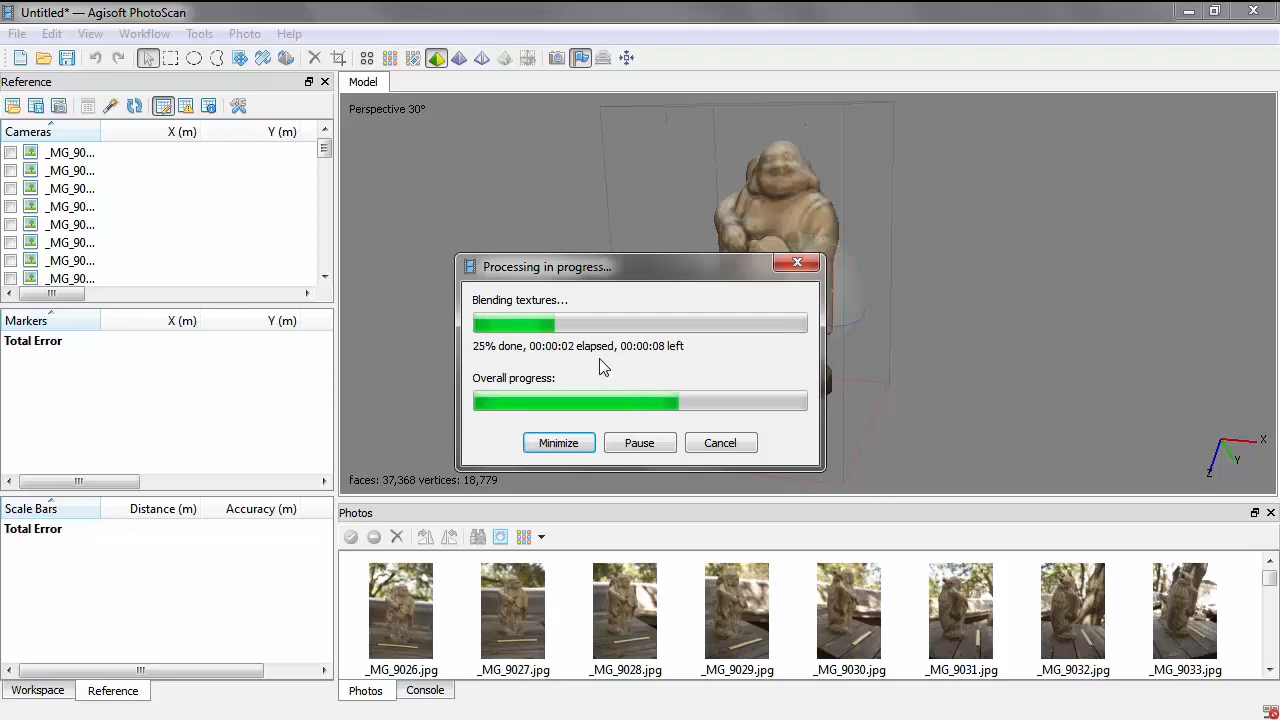 Untitled* — Agisoft PhotoScan
File Edit View Workflow Tools Photo Help
Reference
Model
Cameras X (m) Y (m)
Perspective 30°
_MG_90...
_MG_90...
_MG_90...
_MG_90...
_MG_90...
_MG_90...
_MG_90...
_MG_90...
Markers X (m) Y (m)
Total Error
Scale Bars Distance (m) Accuracy (m)
Total Error
Workspace Reference
Processing in progress...
Blending textures...
25% done, 00:00:02 elapsed, 00:00:08 left
Overall progress:
Minimize Pause Cancel
faces: 37,368 vertices: 18,779
X
Y
Z
Photos
_MG_9026.jpg _MG_9027.jpg _MG_9028.jpg _MG_9029.jpg _MG_9030.jpg _MG_9031.jpg _MG_9032.jpg _MG_9033.jpg
Photos Console